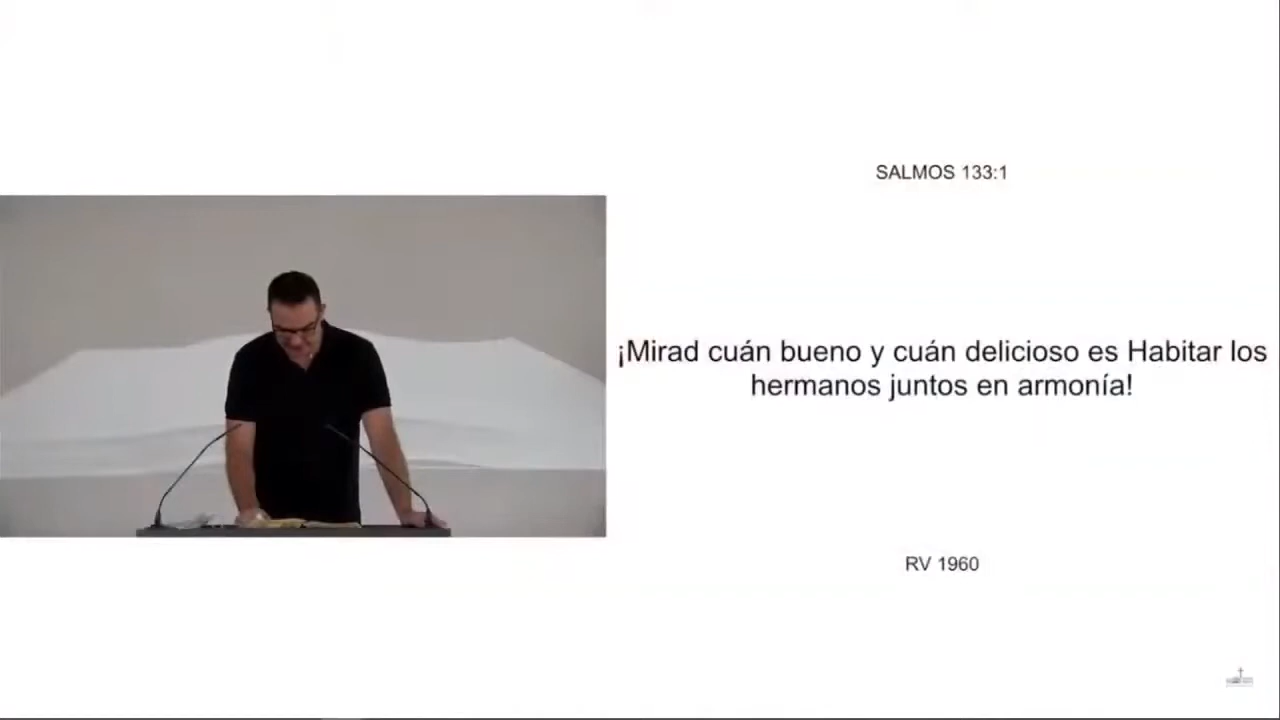 SALMOS 133:1
¡Mirad cuán bueno y cuán delicioso es Habitar los
hermanos juntos en armonía!
RV 1960